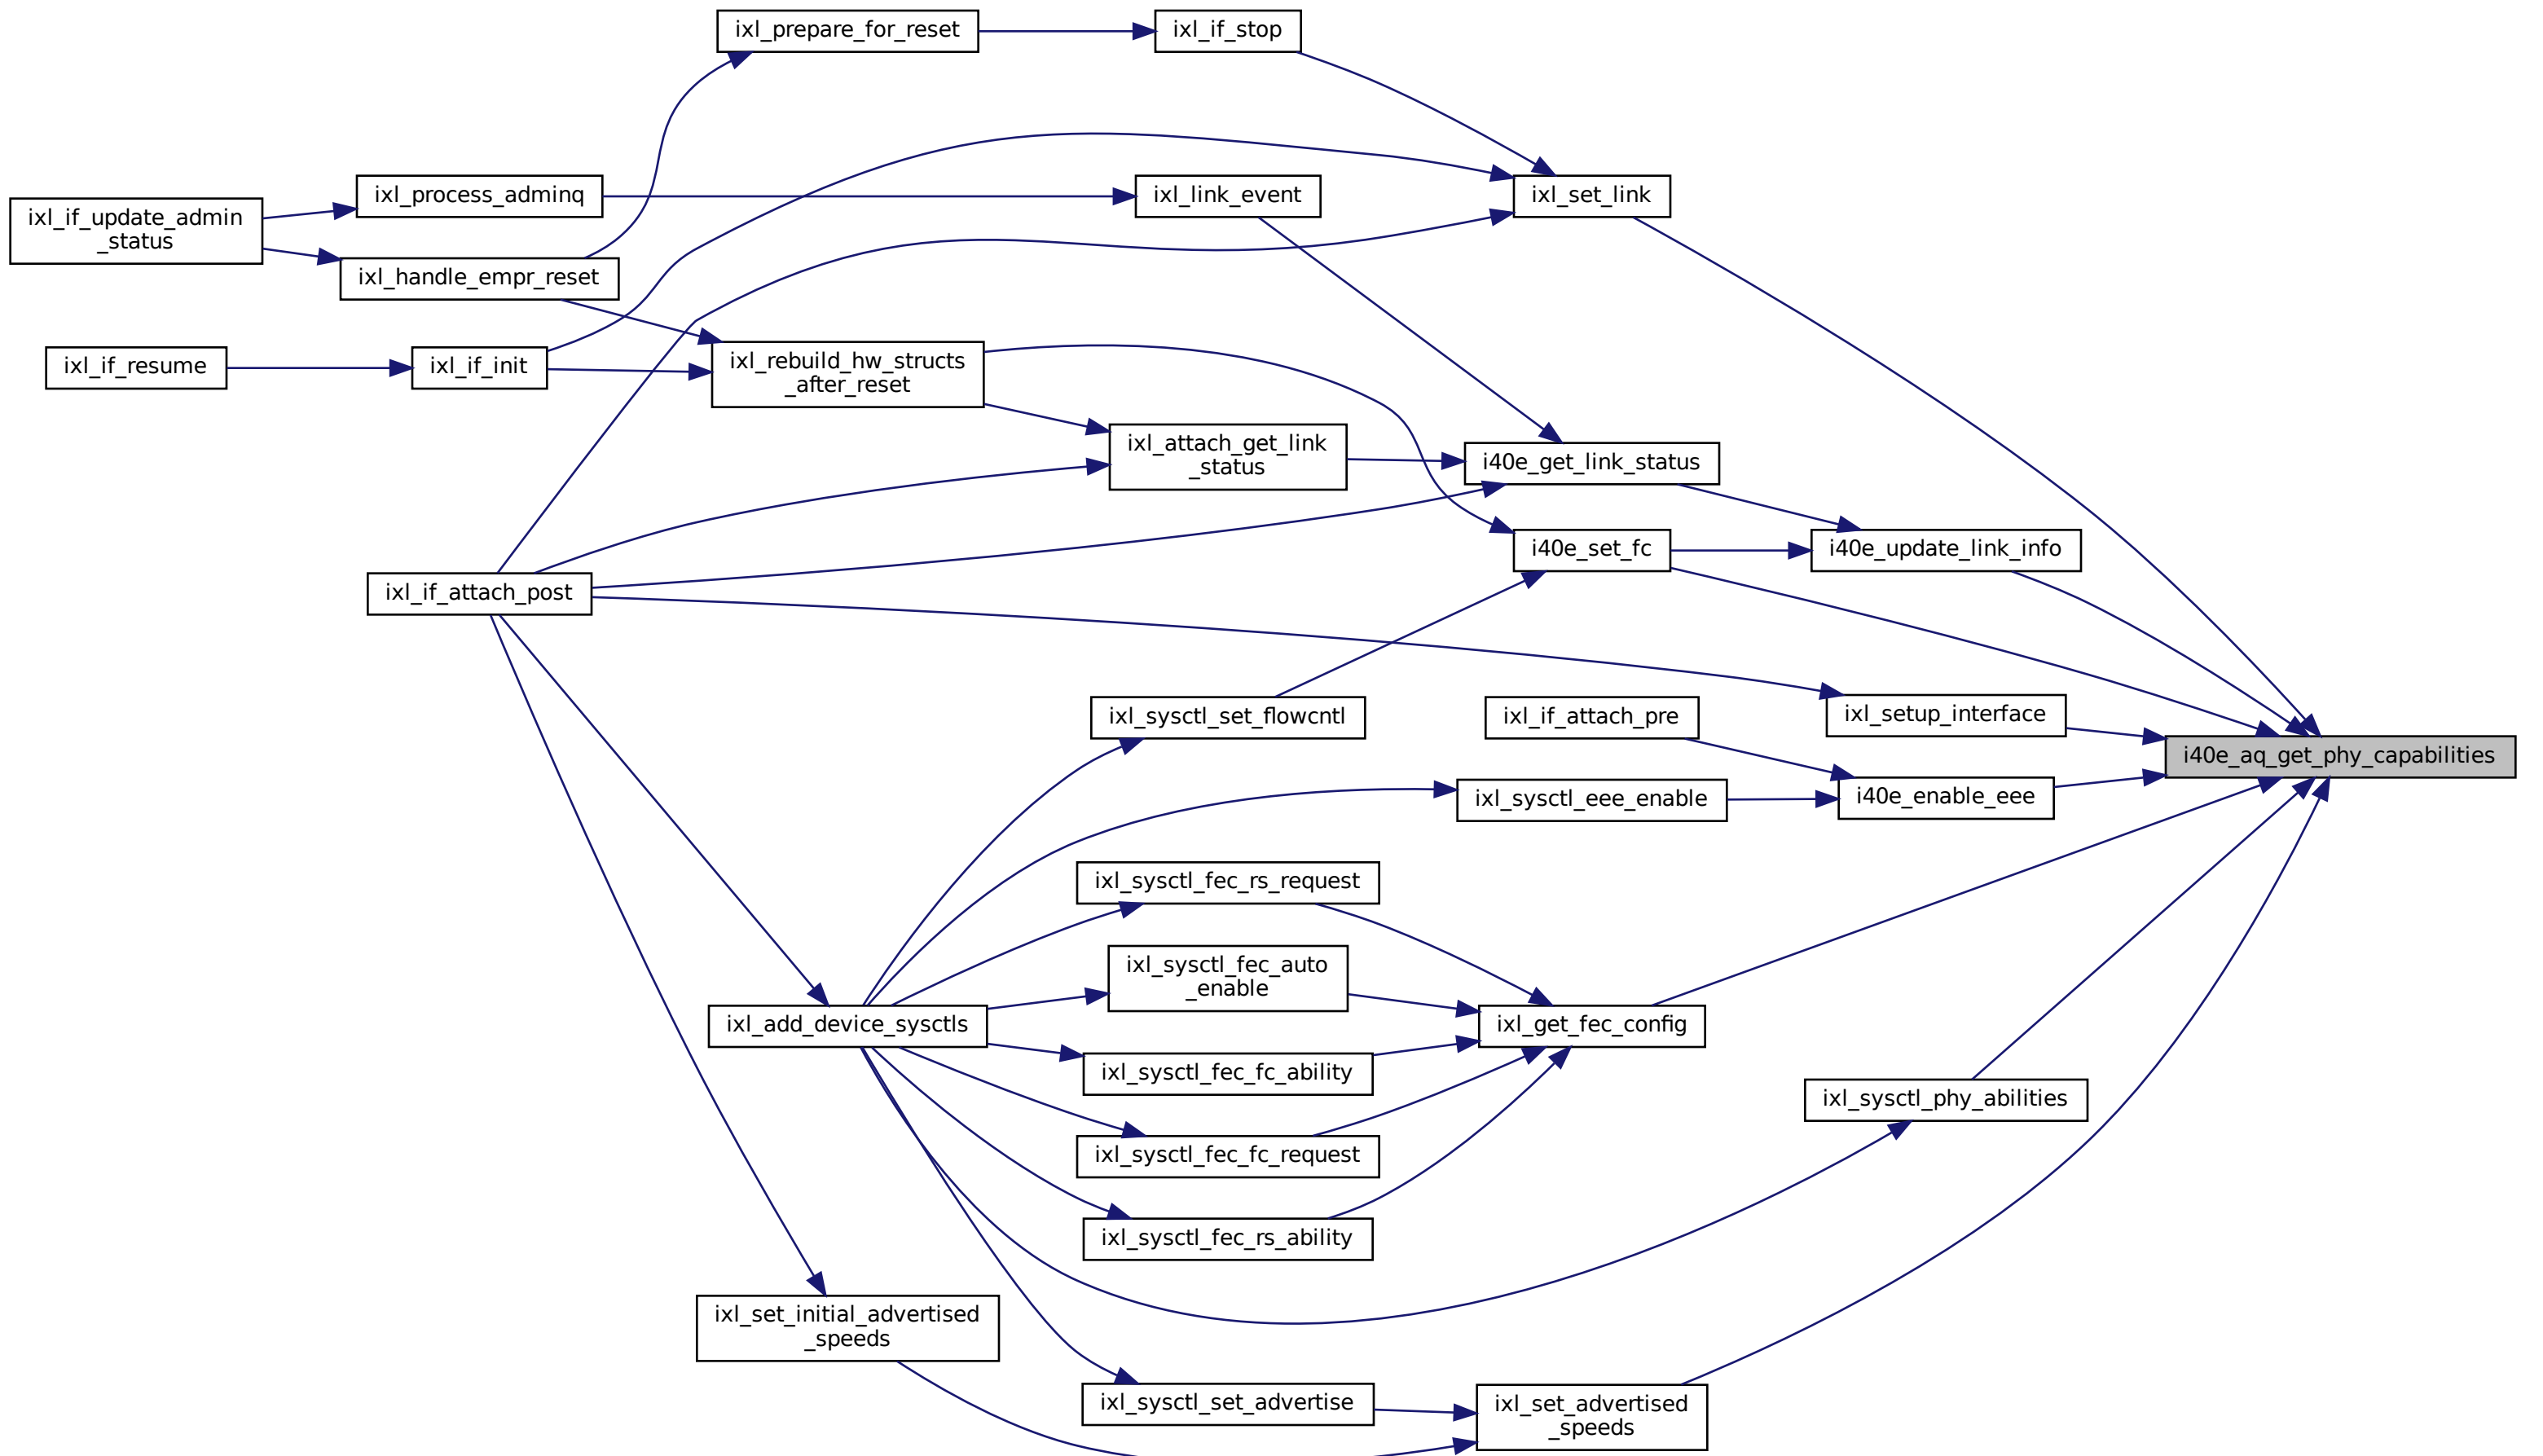 ixl_prepare_for_reset
ixl_if_stop
ixl_process_adminq
ixl_link_event
ixl_set_link
ixl_if_update_admin
_status
ixl_handle_empr_reset
ixl_if_resume
ixl_if_init
ixl_rebuild_hw_structs
_after_reset
ixl_attach_get_link
_status
i40e_get_link_status
i40e_set_fc
i40e_update_link_info
ixl_if_attach_post
ixl_sysctl_set_flowcntl
ixl_if_attach_pre
ixl_setup_interface
i40e_aq_get_phy_capabilities
ixl_sysctl_eee_enable
i40e_enable_eee
ixl_sysctl_fec_rs_request
ixl_sysctl_fec_auto
_enable
ixl_add_device_sysctls
ixl_get_fec_config
ixl_sysctl_fec_fc_ability
ixl_sysctl_phy_abilities
ixl_sysctl_fec_fc_request
ixl_sysctl_fec_rs_ability
ixl_set_initial_advertised
_speeds
ixl_sysctl_set_advertise
ixl_set_advertised
_speeds